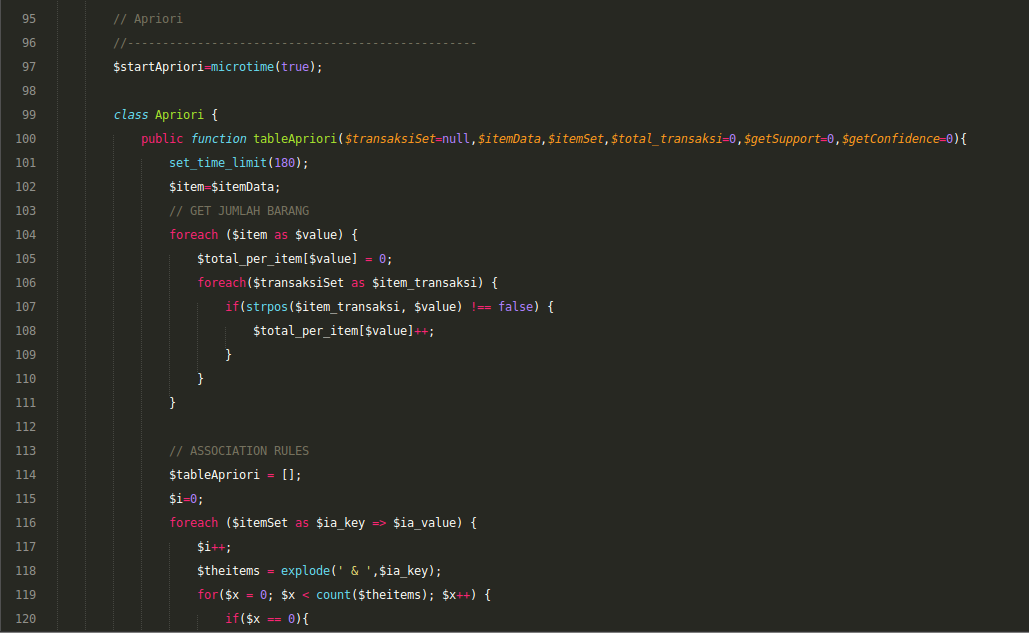 95 // Apriori
96 //--------------------------------------------------
97 $startApriori=microtime(true);
98
99 class Apriori {
100 public function tableApriori($transaksiSet=null,$itemData,$itemSet,$total_transaksi=0,$getSupport=0,$getConfidence=0){
101 set_time_limit(180);
102 $item=$itemData;
103 // GET JUMLAH BARANG
104 foreach ($item as $value) {
105 $total_per_item[$value] = 0;
106 foreach($transaksiSet as $item_transaksi) {
107 if(strpos($item_transaksi, $value) !== false) {
108 $total_per_item[$value]++;
109 }
110 }
111 }
112
113 // ASSOCIATION RULES
114 $tableApriori = [];
115 $i=0;
116 foreach ($itemSet as $ia_key => $ia_value) {
117 $i++;
118 $theitems = explode(' & ',$ia_key);
119 for($x = 0; $x < count($theitems); $x++) {
120 if($x == 0){